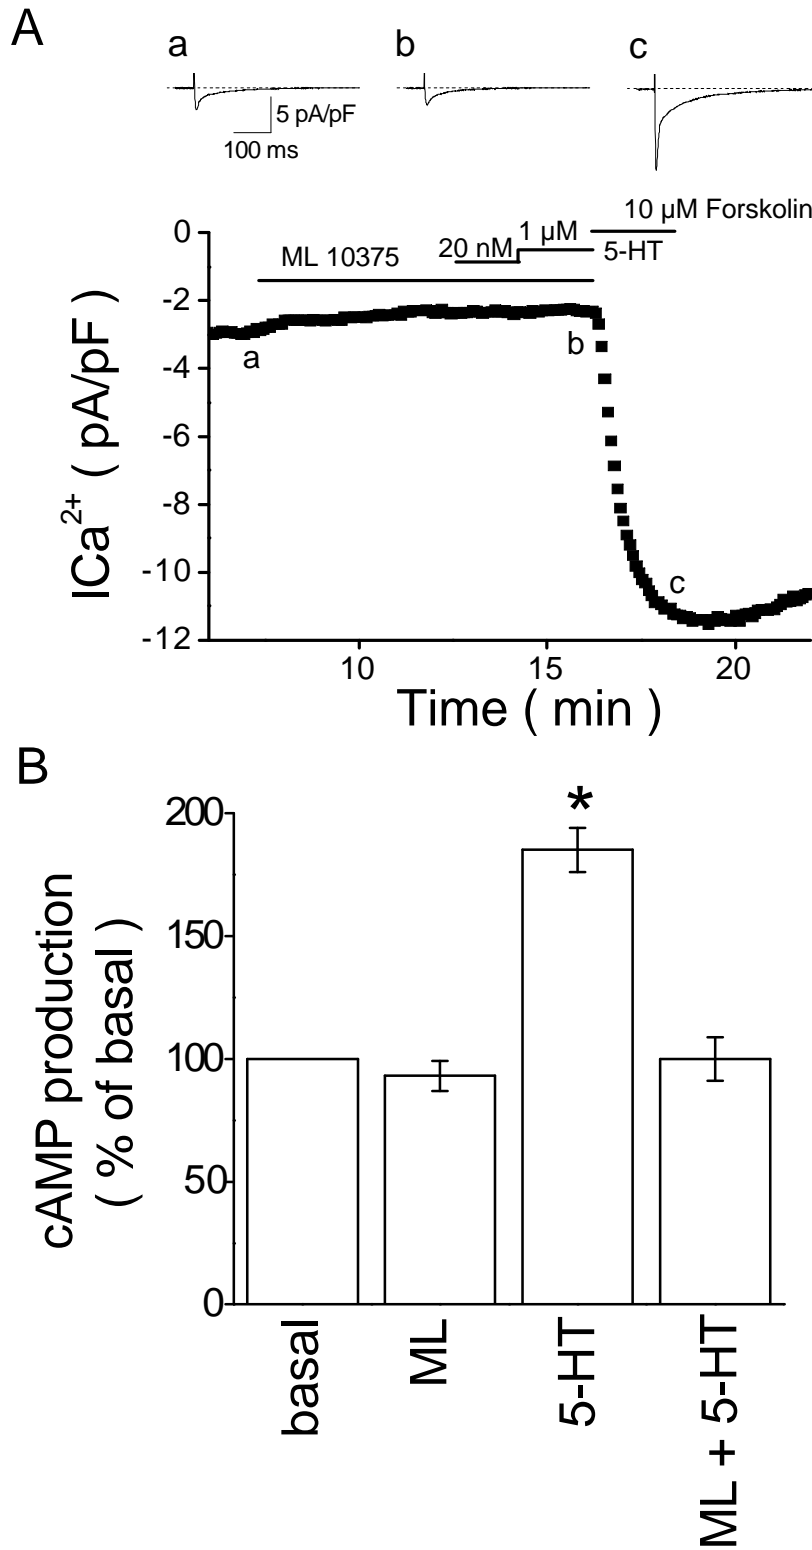 A
a
b
c
5 pA/pF
100 ms
10 µM Forskolin
1 µM
20 nM
5-HT
ML 10375
0
-2
-4
-6
-8
-10
-12
a
b
c
ICa2+ ( pA/pF )
10
15
20
Time ( min )
B
*
200
150
100
50
0
cAMP production
( % of basal )
basal
ML
5-HT
ML + 5-HT